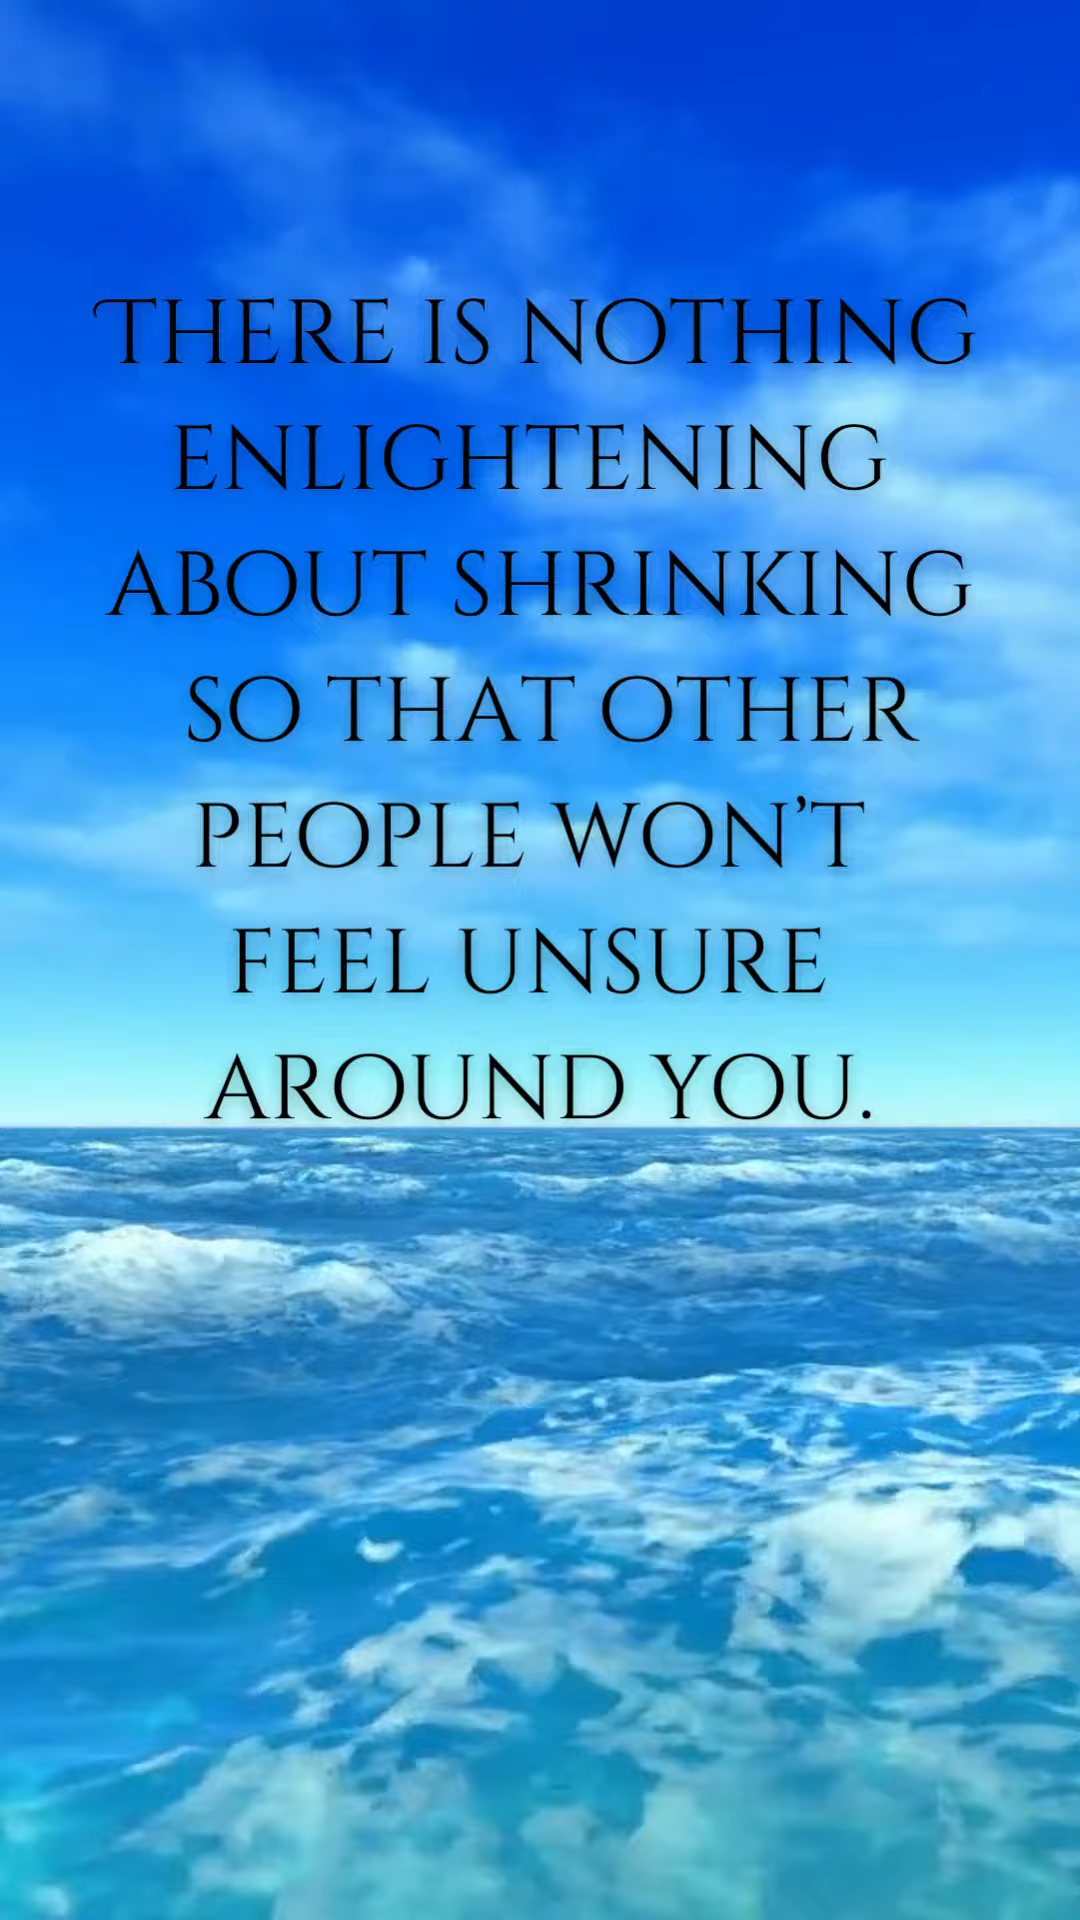 There is nothing
enlightening
about shrinking
so that other
people won’t
feel unsure
around you.